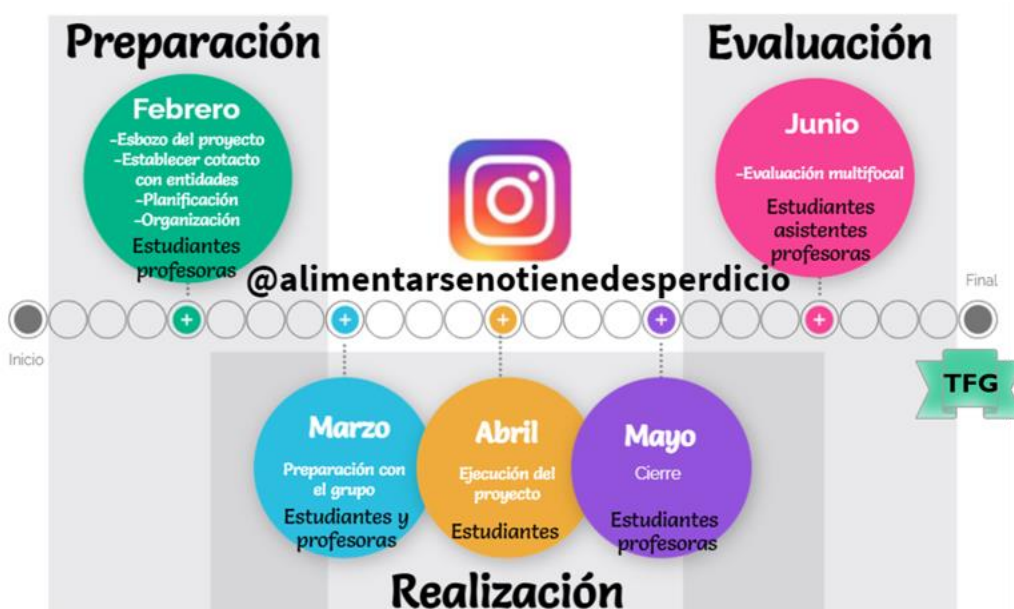 Preparación
Evaluación
Febrero
-Esbozo del proyecto
-Establecer cotacto
con entidades
-Planificación
-Organización
Estudiantes
profesoras
Junio
-Evaluación multifocal
Estudiantes
asistentes
profesoras
@alimentarsenotienedesperdicio
Inicio
Final
TFG
Marzo
Preparación con
el grupo
Estudiantes y
profesoras
Abril
Ejecución del
proyecto
Estudiantes
Mayo
Cierre
Estudiantes
profesoras
Realización